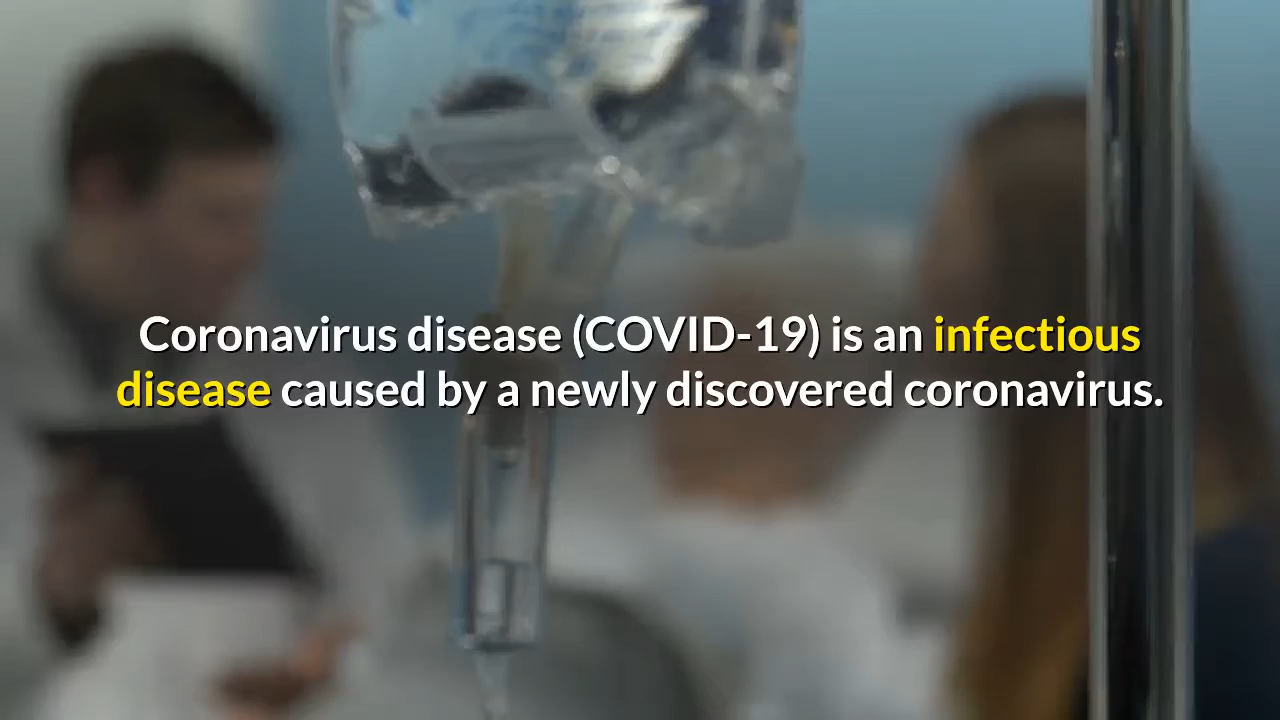 Coronavirus disease (COVID-19) is an infectious
disease caused by a newly discovered coronavirus.